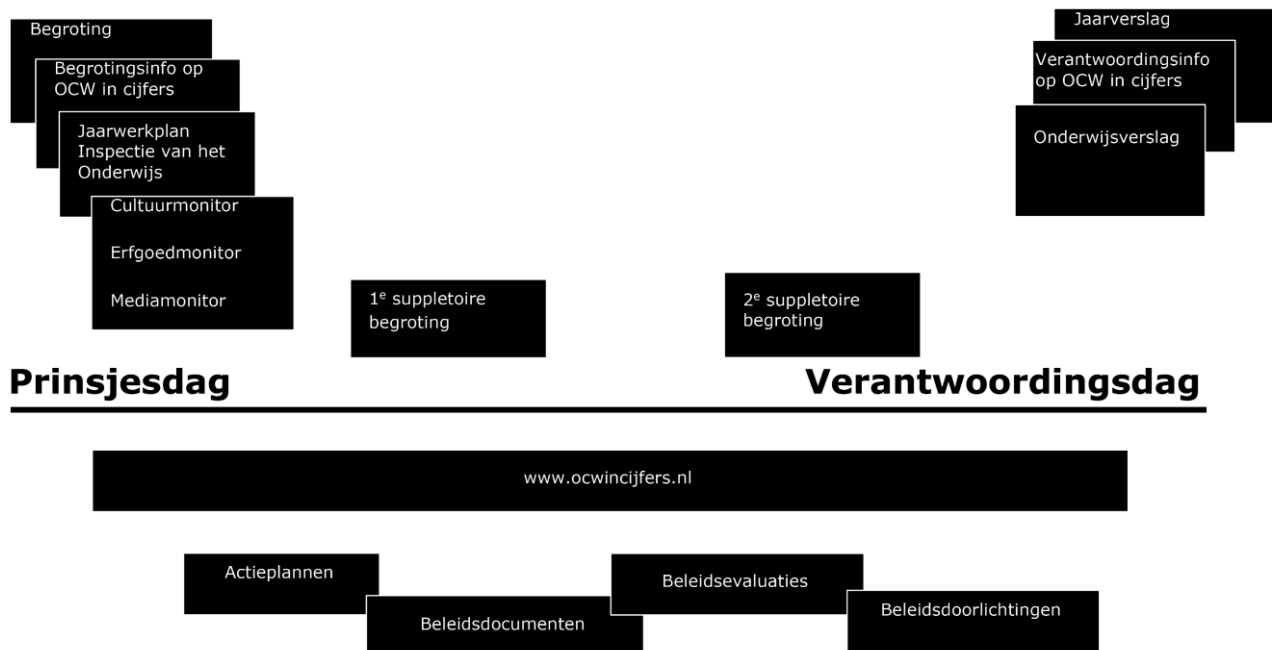 Begroting
Begrotingsinfo op
OCW in cijfers
Jaarwerkplan
Inspectie van het
Onderwijs
Cultuurmonitor
Erfgoedmonitor
Mediamonitor
1e suppletoire
begroting
2e suppletoire
begroting
Jaarverslag
Verantwoordingsinfo
op OCW in cijfers
Onderwijsverslag
Prinsjesdag
Verantwoordingsdag
www.ocwincijfers.nl
Actieplannen
Beleidsdocumenten
Beleidsevaluaties
Beleidsdoorlichtingen